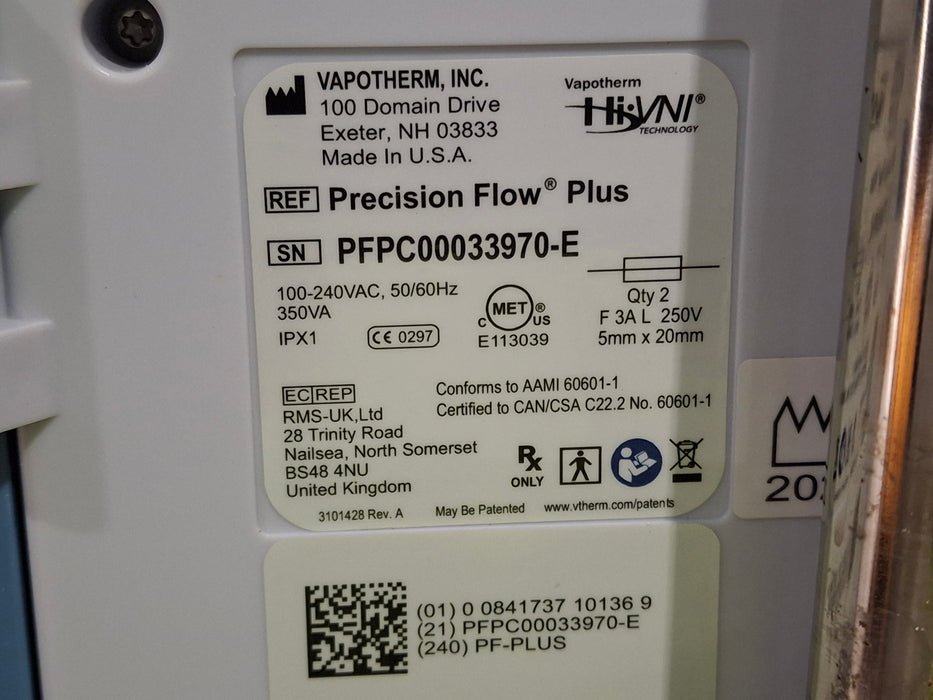 VAPOTHERM, INC.
100 Domain Drive
Exeter, NH 03833
Made In U.S.A.
Vapotherm
Hi-VNI®
TECHNOLOGY
REF Precision Flow® Plus
SN PFPC00033970-E
100-240VAC, 50/60Hz
350VA
IPX1
CE 0297
c MET ® US
E113039
Qty 2
F 3A L 250V
5mm x 20mm
EC REP
RMS-UK,Ltd
28 Trinity Road
Nailsea, North Somerset
BS48 4NU
United Kingdom
Conforms to AAMI 60601-1
Certified to CAN/CSA C22.2 No. 60601-1
Rx
ONLY
3101428 Rev. A
May Be Patented
www.vtherm.com/patents
(01) 0 0841737 10136 9
(21) PFPC00033970-E
(240) PF-PLUS